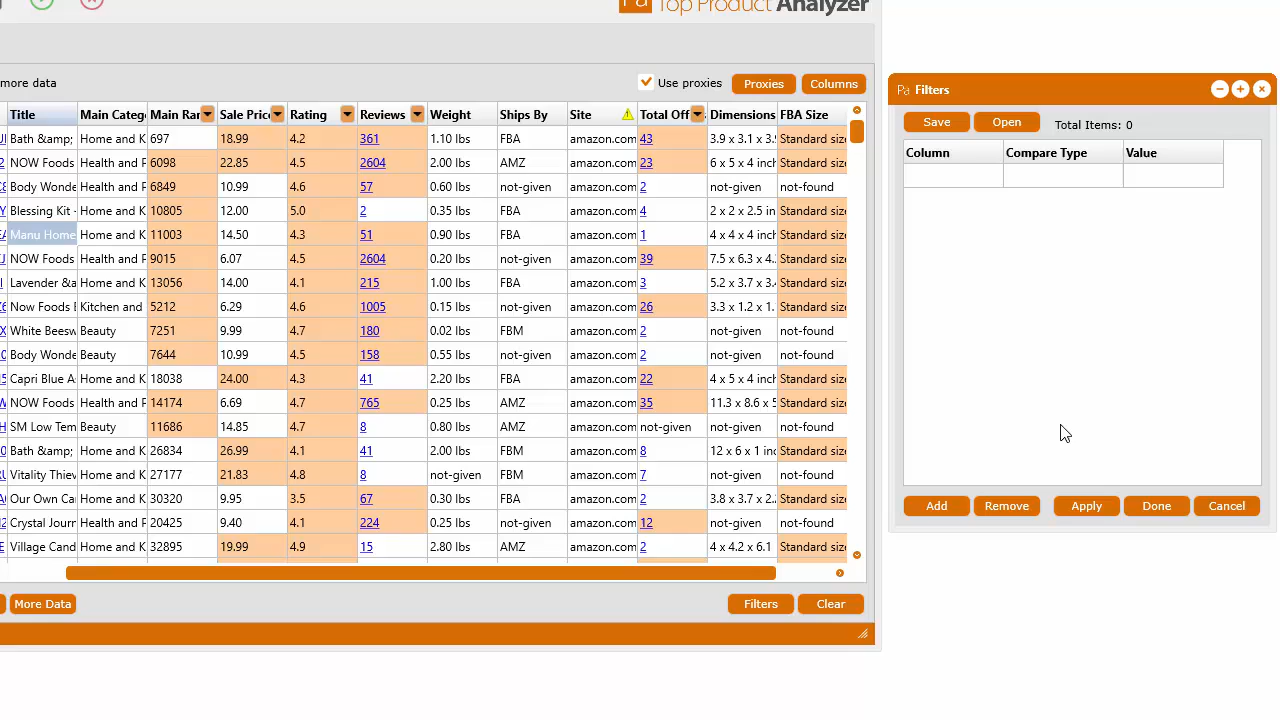 Pa Top Product Analyzer
more data
Use proxies
Proxies
Columns
Title Main Categ Main Ran Sale Pric Rating Reviews Weight Ships By Site Total Off Dimensions FBA Size
Bath &amp; Home and K 697 18.99 4.2 361 1.10 lbs FBA amazon.com 43 3.9 x 3.1 x 3.9 Standard size
NOW Foods Health and P 6098 22.85 4.5 2604 2.00 lbs AMZ amazon.com 23 6 x 5 x 4 inch Standard size
Body Wonde Health and P 6849 10.99 4.6 57 0.60 lbs not-given amazon.com 2 not-given not-found
Blessing Kit - Home and K 10805 12.00 5.0 2 0.35 lbs FBA amazon.com 4 2 x 2 x 2.5 in Standard size
Manu Home Home and K 11003 14.50 4.3 51 0.90 lbs FBA amazon.com 1 4 x 4 x 4 inch Standard size
NOW Foods Health and P 9015 6.07 4.5 2604 0.20 lbs not-given amazon.com 39 7.5 x 6.3 x 4. Standard size
Lavender &a Home and K 13056 14.00 4.1 215 1.00 lbs FBA amazon.com 3 5.2 x 3.7 x 3.4 Standard size
Now Foods E Kitchen and 5212 6.29 4.6 1005 0.15 lbs not-given amazon.com 26 3.3 x 1.2 x 1. Standard size
White Beesw Beauty 7251 9.99 4.7 180 0.02 lbs FBM amazon.com 2 not-given not-found
Body Wonde Beauty 7644 10.99 4.5 158 0.55 lbs not-given amazon.com 2 not-given not-found
Capri Blue A Home and K 18038 24.00 4.3 41 2.20 lbs FBA amazon.com 22 4 x 5 x 4 inch Standard size
NOW Foods Health and P 14174 6.69 4.7 765 0.25 lbs AMZ amazon.com 35 11.3 x 8.6 x 5 Standard size
SM Low Tem Beauty 11686 14.85 4.7 8 0.80 lbs AMZ amazon.com not-given not-given not-found
Bath &amp; Home and K 26834 26.99 4.1 41 2.00 lbs FBM amazon.com 8 12 x 6 x 1 inc Standard size
Vitality Thiev Home and K 27177 21.83 4.8 8 not-given FBM amazon.com 7 not-given not-found
Our Own Can Home and K 30320 9.95 3.5 67 0.30 lbs FBA amazon.com 2 3.8 x 3.7 x 2.2 Standard size
Crystal Journ Health and P 20425 9.40 4.1 224 0.25 lbs not-given amazon.com 12 not-given not-found
Village Cand Home and K 32895 19.99 4.9 15 2.80 lbs AMZ amazon.com 2 4 x 4.2 x 6.1 Standard size
More Data
Filters
Clear
Pa Filters
Save
Open
Total Items: 0
Column Compare Type Value
Add
Remove
Apply
Done
Cancel